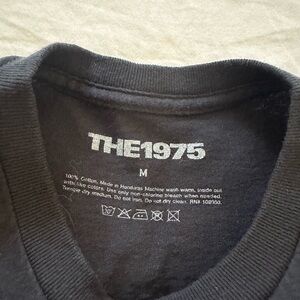 THE1975
M
100% Cotton. Made in Honduras Machine wash warm, inside out
with like colors. Use only non-chlorine bleach when needed.
Tumble dry medium. Do not iron. Do not dry clean. RN#